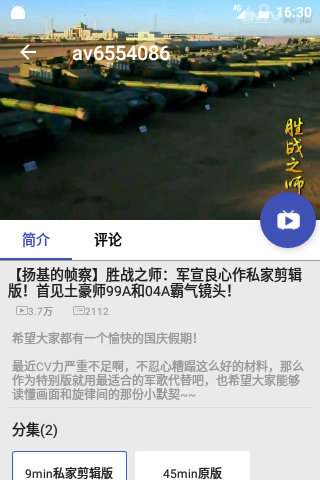 4G
16:30
av6554086
胜战之师
简介
评论
【扬基的帧察】胜战之师：军宣良心作私家剪辑
版！首见土豪师99A和04A霸气镜头！
3.7万
2112
希望大家都有一个愉快的国庆假期！
最近CV力严重不足啊，不忍心糟蹋这么好的材料，那么
作为特别版就用最适合的军歌代替吧，也希望大家能够
读懂画面和旋律间的那份小默契~~
分集(2)
9min私家剪辑版
45min原版